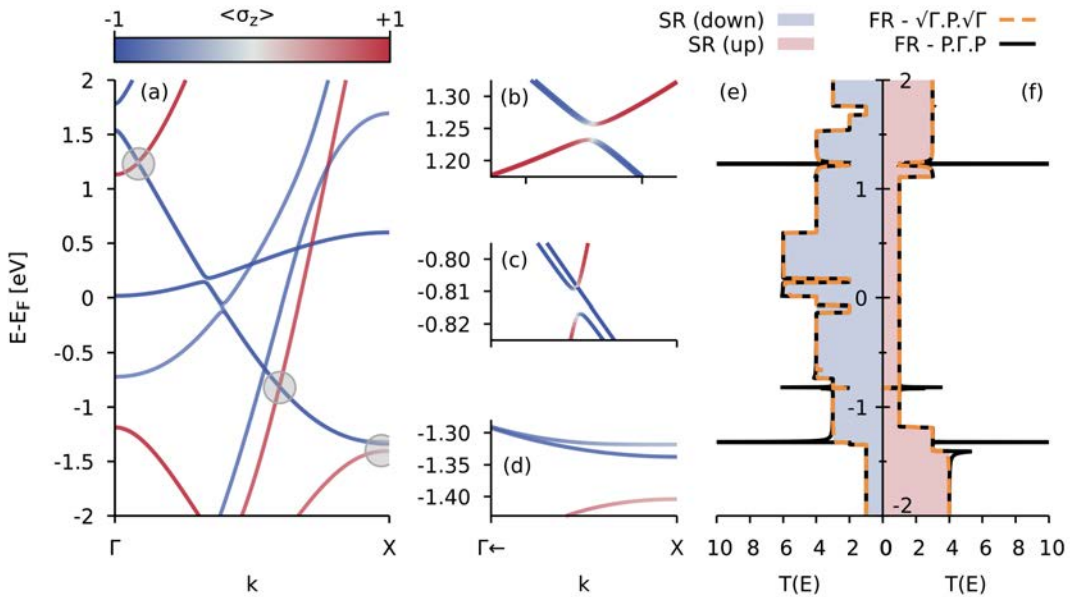 <σz>
-1 +1
SR (down) FR - √Γ.P.√Γ
SR (up) FR - P.Γ.P
2 (a) 1.30 (b) (e) 2 (f)
1.5 1.25
1 1.20 1
0.5 -0.80 (c)
0 -0.81 0
E-EF [eV]
-0.5 -0.82
-1 -1.30 -1
-1.5 -1.35 (d)
-2 -1.40 -2
Γ X Γ← X 10 8 6 4 2 0 2 4 6 8 10
k k T(E) T(E)